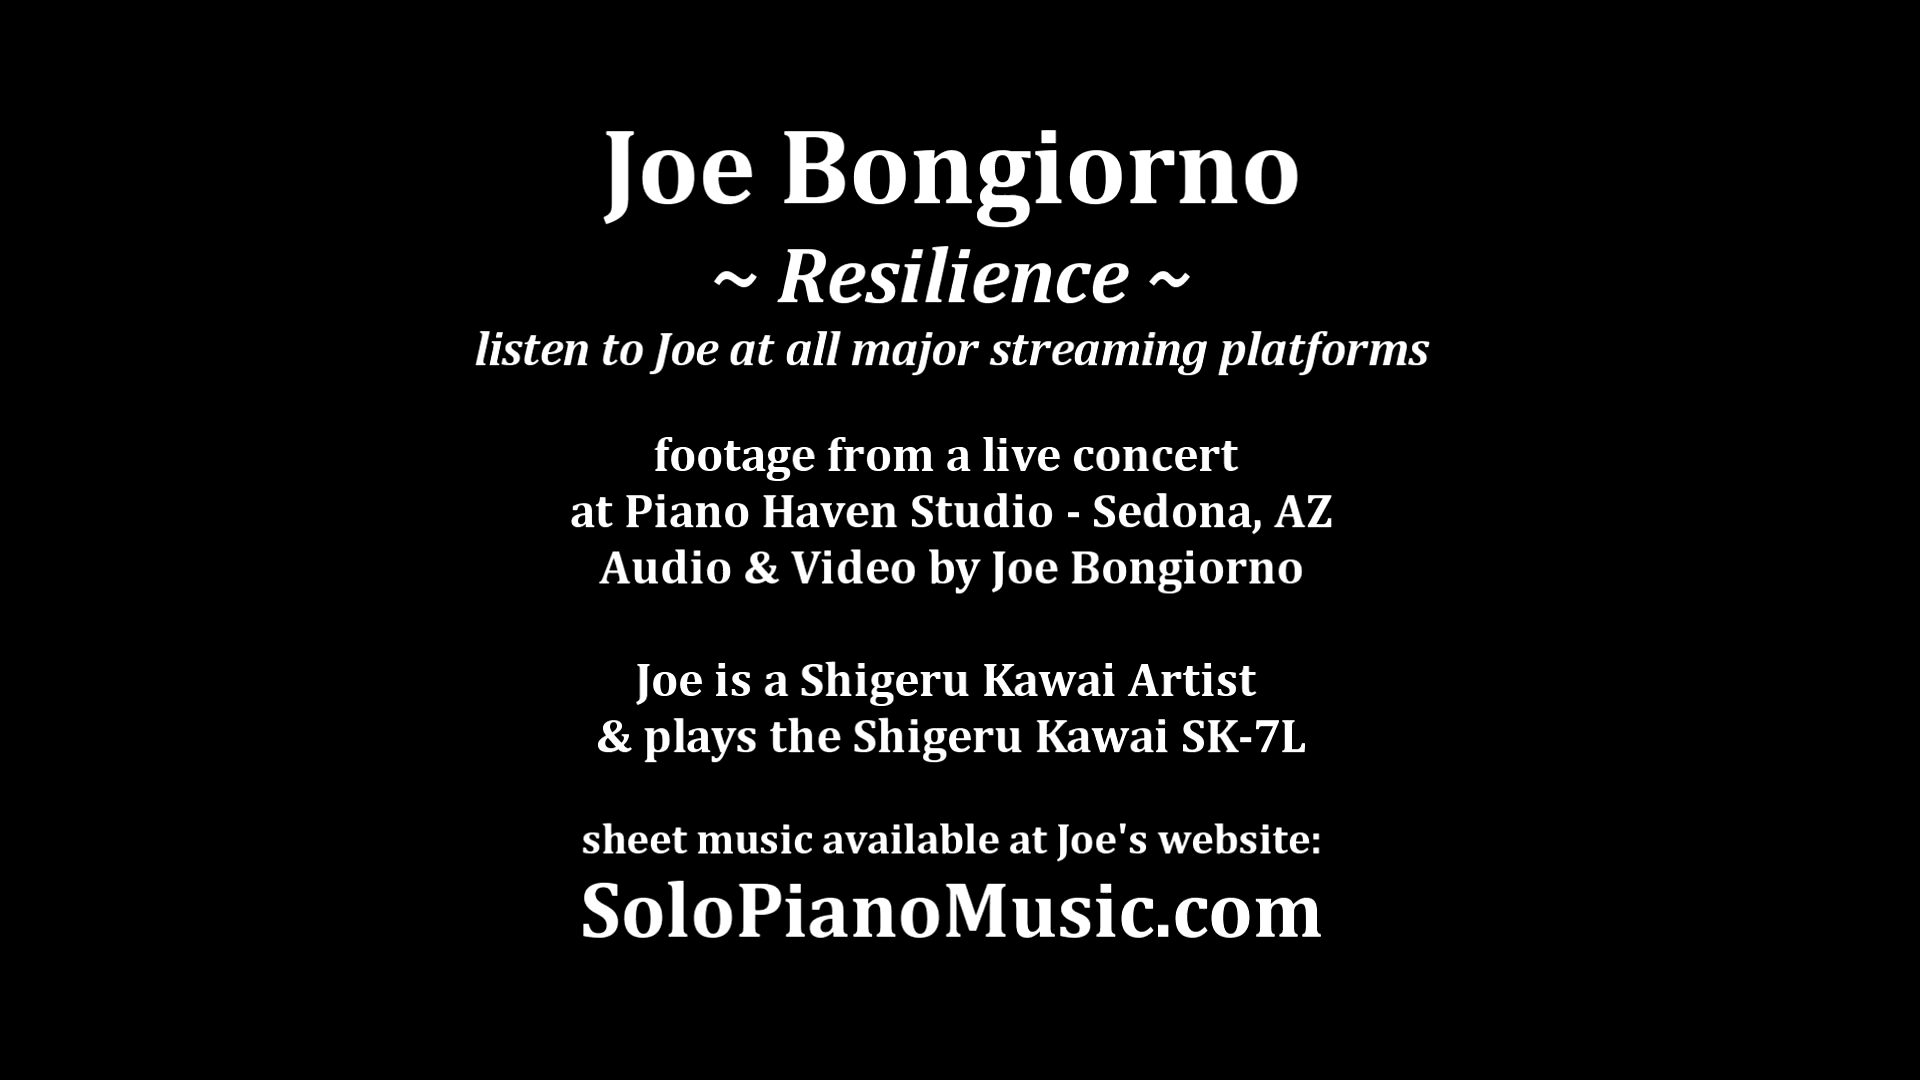 Joe Bongiorno
~ Resilience ~
listen to Joe at all major streaming platforms
footage from a live concert
at Piano Haven Studio - Sedona, AZ
Audio & Video by Joe Bongiorno
Joe is a Shigeru Kawai Artist
& plays the Shigeru Kawai SK-7L
sheet music available at Joe's website:
SoloPianoMusic.com